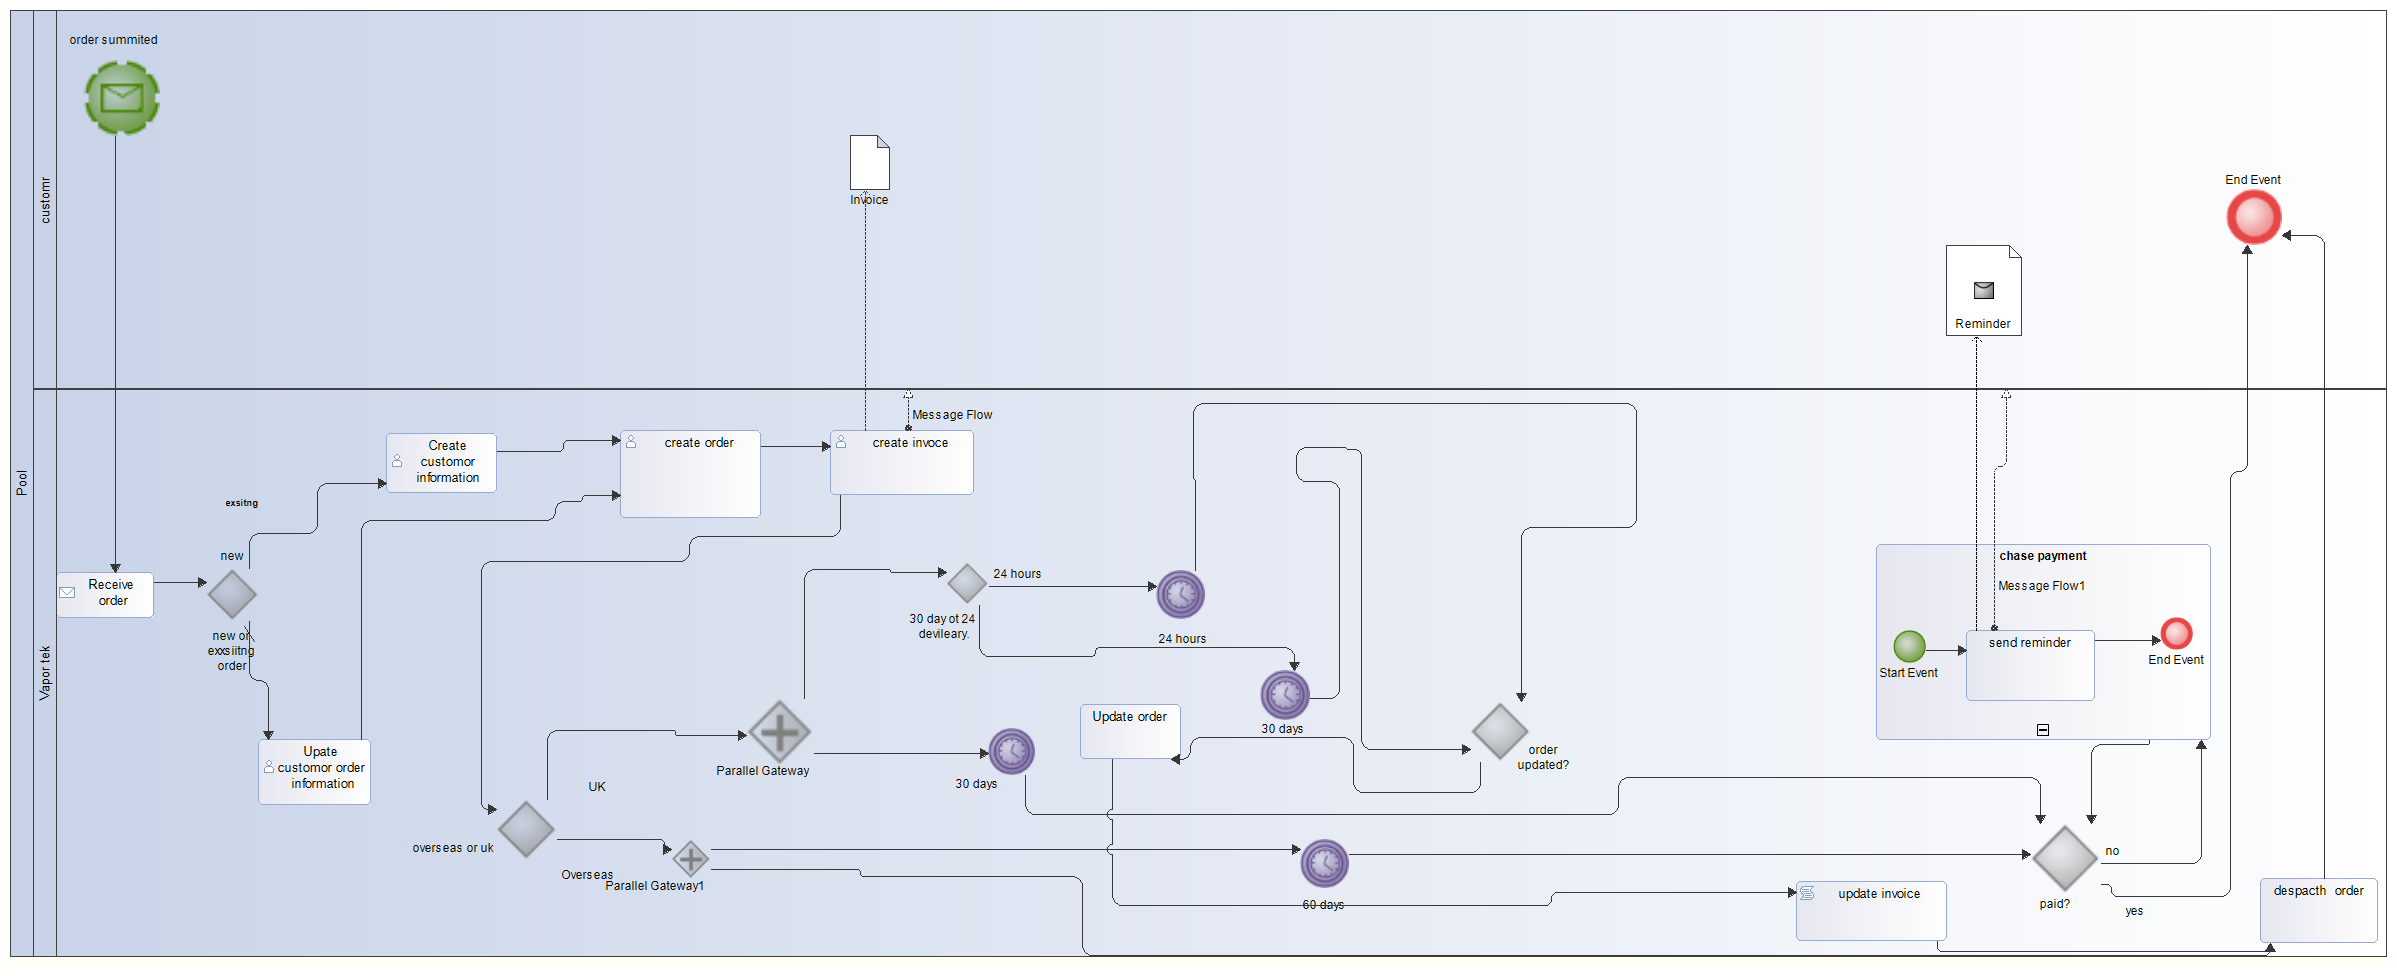 order summited
Invoice
End Event
Reminder
customr
Pool
Vapor tek
Message Flow
Create
customor
information
create order
create invoce
exsitng
new
Receive
order
new or
exxsiitng
order
24 hours
30 day ot 24
devileary.
24 hours
chase payment
Message Flow1
send reminder
Start Event
End Event
Upate
customor order
information
Update order
30 days
order
updated?
Parallel Gateway
30 days
UK
overseas or uk
Overseas
Parallel Gateway1
60 days
update invoice
no
paid?
yes
despacth order